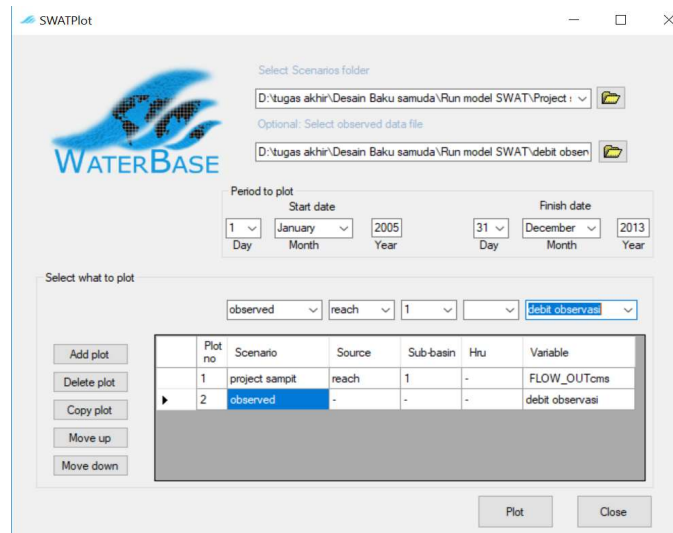 SWATPlot
Select Scenarios folder
D:\tugas akhir\Desain Baku samuda\Run model SWAT\Project s
Optional: Select observed data file
D:\tugas akhir\Desain Baku samuda\Run model SWAT\debit obser
WATERBASE
Period to plot
Start date Finish date
1 January 2005 31 December 2013
Day Month Year Day Month Year
Select what to plot
observed reach 1 debit observasi
Add plot
Delete plot
Copy plot
Move up
Move down
Plot no Scenario Source Sub-basin Hru Variable
1 project sampit reach 1 - FLOW_OUTcms
2 observed - - - debit observasi
Plot Close